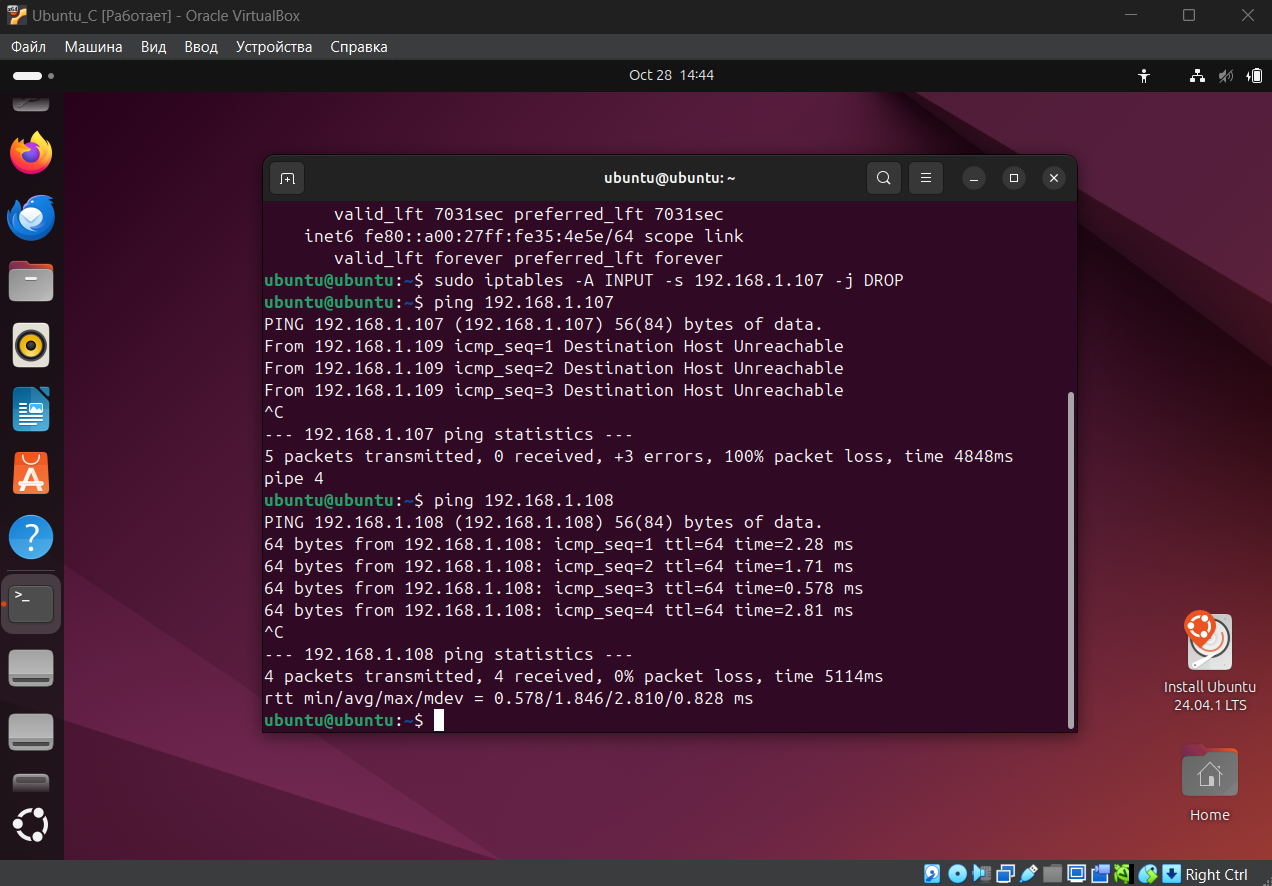 Ubuntu_C [Работает] - Oracle VirtualBox
Файл Машина Вид Ввод Устройства Справка
Oct 28 14:44
ubuntu@ubuntu: ~
valid_lft 7031sec preferred_lft 7031sec
inet6 fe80::a00:27ff:fe35:4e5e/64 scope link
valid_lft forever preferred_lft forever
ubuntu@ubuntu:~$ sudo iptables -A INPUT -s 192.168.1.107 -j DROP
ubuntu@ubuntu:~$ ping 192.168.1.107
PING 192.168.1.107 (192.168.1.107) 56(84) bytes of data.
From 192.168.1.109 icmp_seq=1 Destination Host Unreachable
From 192.168.1.109 icmp_seq=2 Destination Host Unreachable
From 192.168.1.109 icmp_seq=3 Destination Host Unreachable
^C
--- 192.168.1.107 ping statistics ---
5 packets transmitted, 0 received, +3 errors, 100% packet loss, time 4848ms
pipe 4
ubuntu@ubuntu:~$ ping 192.168.1.108
PING 192.168.1.108 (192.168.1.108) 56(84) bytes of data.
64 bytes from 192.168.1.108: icmp_seq=1 ttl=64 time=2.28 ms
64 bytes from 192.168.1.108: icmp_seq=2 ttl=64 time=1.71 ms
64 bytes from 192.168.1.108: icmp_seq=3 ttl=64 time=0.578 ms
64 bytes from 192.168.1.108: icmp_seq=4 ttl=64 time=2.81 ms
^C
--- 192.168.1.108 ping statistics ---
4 packets transmitted, 4 received, 0% packet loss, time 5114ms
rtt min/avg/max/mdev = 0.578/1.846/2.810/0.828 ms
ubuntu@ubuntu:~$
Install Ubuntu
24.04.1 LTS
Home
Right Ctrl